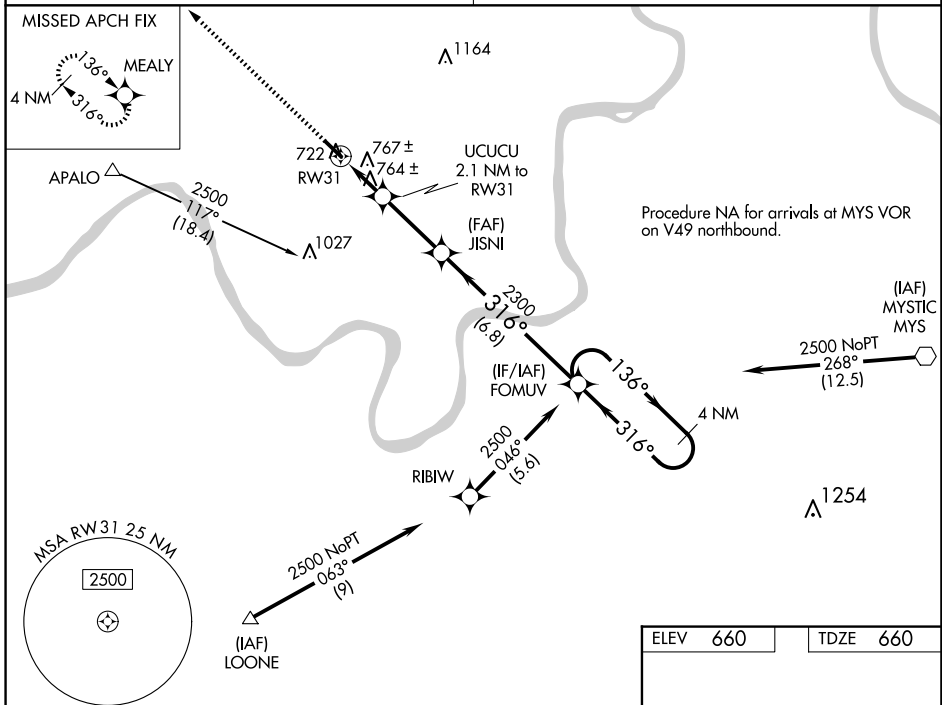 MISSED APCH FIX
MEALY
136°
316°
4 NM
1164
722
RW31
767 ±
764 ±
UCUCU
2.1 NM to
RW31
APALO
2500
117°
(18.4)
1027
(FAF)
JISNI
Procedure NA for arrivals at MYS VOR
on V49 northbound.
2300
316°
(6.8)
(IAF)
MYSTIC
MYS
2500 NoPT
268°
(12.5)
(IF/IAF)
FOMUV
136°
316°
4 NM
2500
046°
(5.6)
RIBIW
1254
2500 NoPT
063°
(9)
(IAF)
LOONE
MSA RW31 25 NM
2500
ELEV 660
TDZE 660